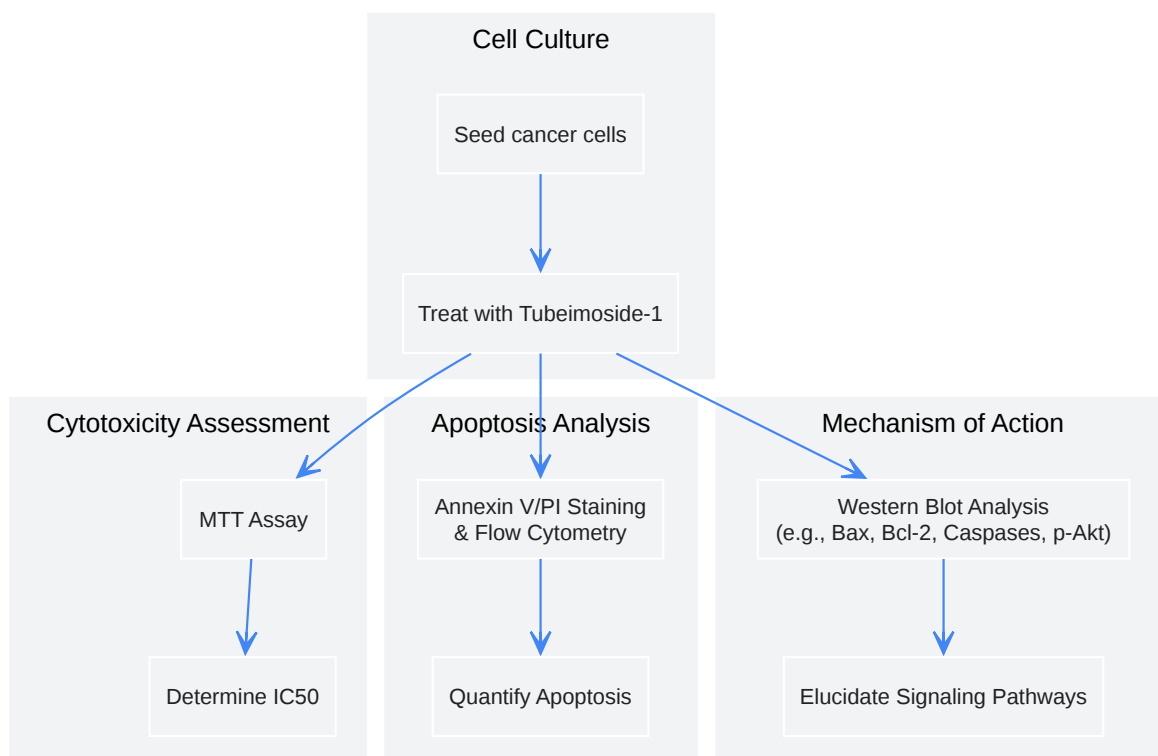 Cell Culture
Seed cancer cells
Treat with Tubeimoside-1
Cytotoxicity Assessment
MTT Assay
Determine IC50
Apoptosis Analysis
Annexin V/PI Staining
& Flow Cytometry
Quantify Apoptosis
Mechanism of Action
Western Blot Analysis
(e.g., Bax, Bcl-2, Caspases, p-Akt)
Elucidate Signaling Pathways